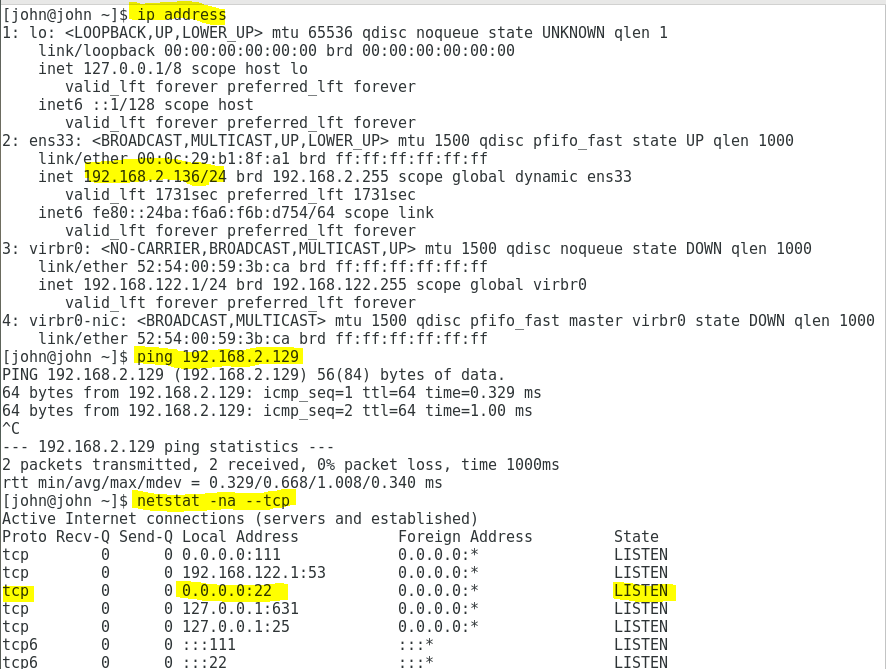 [john@john ~]$ ip address
1: lo: <LOOPBACK,UP,LOWER_UP> mtu 65536 qdisc noqueue state UNKNOWN qlen 1
    link/loopback 00:00:00:00:00:00 brd 00:00:00:00:00:00
    inet 127.0.0.1/8 scope host lo
       valid_lft forever preferred_lft forever
    inet6 ::1/128 scope host
       valid_lft forever preferred_lft forever
2: ens33: <BROADCAST,MULTICAST,UP,LOWER_UP> mtu 1500 qdisc pfifo_fast state UP qlen 1000
    link/ether 00:0c:29:b1:8f:a1 brd ff:ff:ff:ff:ff:ff
    inet 192.168.2.136/24 brd 192.168.2.255 scope global dynamic ens33
       valid_lft 1731sec preferred_lft 1731sec
    inet6 fe80::24ba:f6a6:f6b:d754/64 scope link
       valid_lft forever preferred_lft forever
3: virbr0: <NO-CARRIER,BROADCAST,MULTICAST,UP> mtu 1500 qdisc noqueue state DOWN qlen 1000
    link/ether 52:54:00:59:3b:ca brd ff:ff:ff:ff:ff:ff
    inet 192.168.122.1/24 brd 192.168.122.255 scope global virbr0
       valid_lft forever preferred_lft forever
4: virbr0-nic: <BROADCAST,MULTICAST> mtu 1500 qdisc pfifo_fast master virbr0 state DOWN qlen 1000
    link/ether 52:54:00:59:3b:ca brd ff:ff:ff:ff:ff:ff
[john@john ~]$ ping 192.168.2.129
PING 192.168.2.129 (192.168.2.129) 56(84) bytes of data.
64 bytes from 192.168.2.129: icmp_seq=1 ttl=64 time=0.329 ms
64 bytes from 192.168.2.129: icmp_seq=2 ttl=64 time=1.00 ms
^C
--- 192.168.2.129 ping statistics ---
2 packets transmitted, 2 received, 0% packet loss, time 1000ms
rtt min/avg/max/mdev = 0.329/0.668/1.008/0.340 ms
[john@john ~]$ netstat -na --tcp
Active Internet connections (servers and established)
Proto Recv-Q Send-Q Local Address           Foreign Address         State
tcp        0      0 0.0.0.0:111             0.0.0.0:*               LISTEN
tcp        0      0 192.168.122.1:53        0.0.0.0:*               LISTEN
tcp        0      0 0.0.0.0:22              0.0.0.0:*               LISTEN
tcp        0      0 127.0.0.1:631           0.0.0.0:*               LISTEN
tcp        0      0 127.0.0.1:25            0.0.0.0:*               LISTEN
tcp6       0      0 :::111                  :::*                    LISTEN
tcp6       0      0 :::22                   :::*                    LISTEN